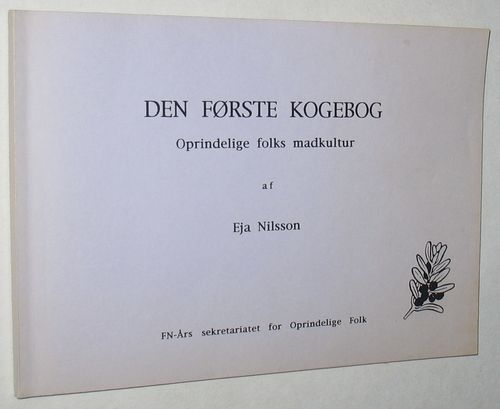 DEN FØRSTE KOGEBOG
Oprindelige folks madkultur
af
Eja Nilsson
FN-Års sekretariatet for Oprindelige Folk